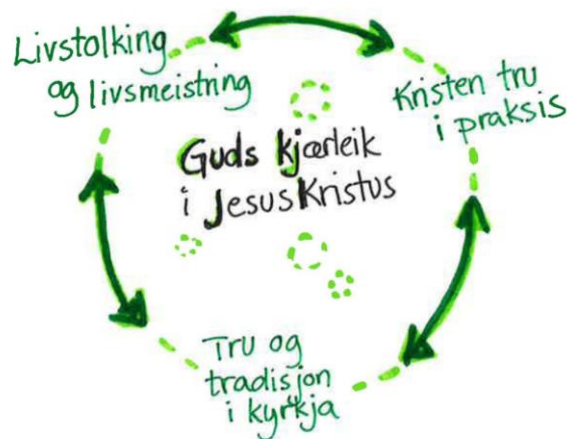 Livstolking
og livsmeistring
Kristen tru
i praksis
Guds kjærleik
i Jesus Kristus
Tru og
tradisjon
i kyrkja